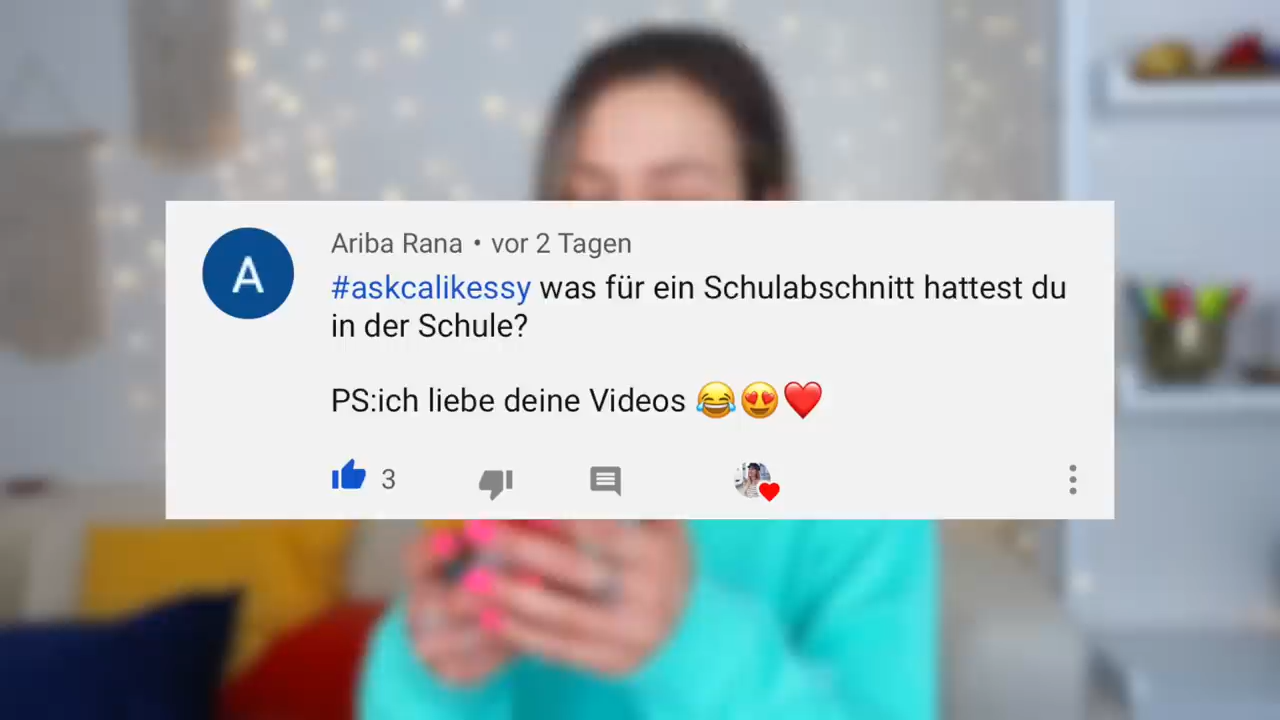 A
Ariba Rana • vor 2 Tagen
#askcalikessy was für ein Schulabschnitt hattest du
in der Schule?
PS:ich liebe deine Videos 😂😍❤️
3